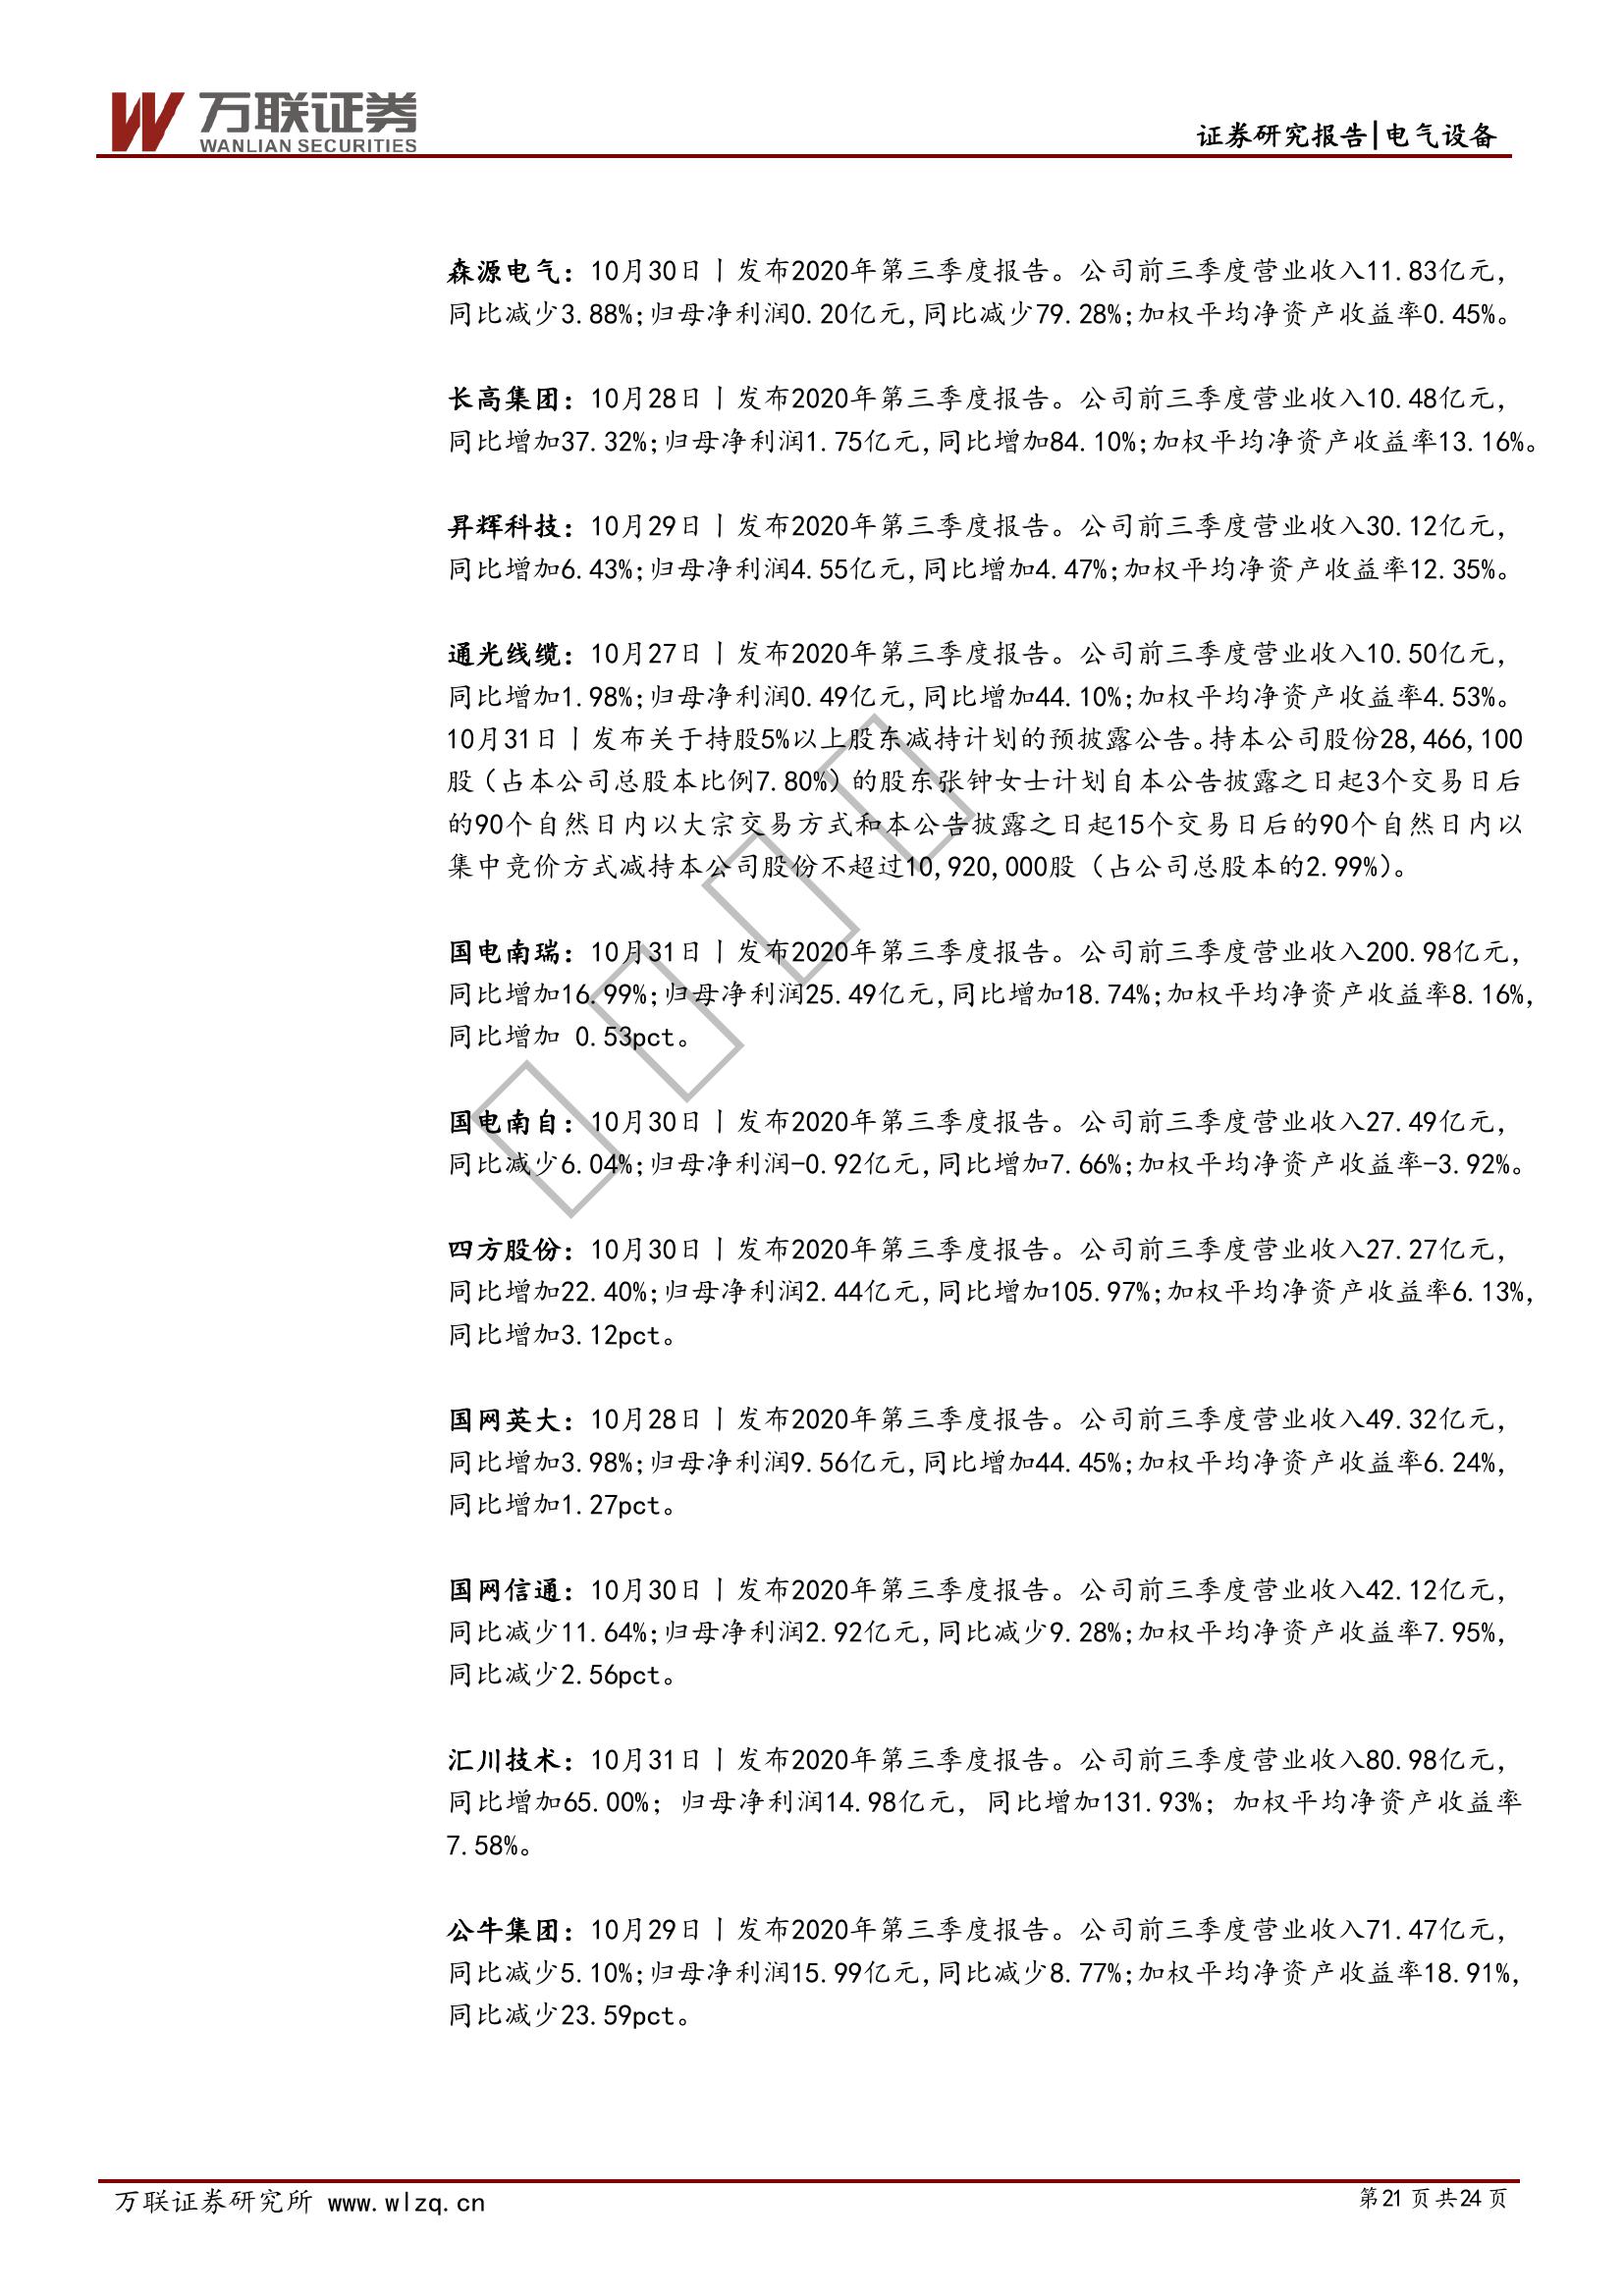 万联证券
WANLIAN SECURITIES
证券研究报告|电气设备
森源电气：10月30日丨发布2020年第三季度报告。公司前三季度营业收入11.83亿元，
同比减少3.88%;归母净利润0.20亿元,同比减少79.28%;加权平均净资产收益率0.45%。
长高集团：10月28日丨发布2020年第三季度报告。公司前三季度营业收入10.48亿元，
同比增加37.32%;归母净利润1.75亿元,同比增加84.10%;加权平均净资产收益率13.16%。
昇辉科技：10月29日丨发布2020年第三季度报告。公司前三季度营业收入30.12亿元，
同比增加6.43%;归母净利润4.55亿元,同比增加4.47%;加权平均净资产收益率12.35%。
通光线缆：10月27日丨发布2020年第三季度报告。公司前三季度营业收入10.50亿元，
同比增加1.98%;归母净利润0.49亿元,同比增加44.10%;加权平均净资产收益率4.53%。
10月31日丨发布关于持股5%以上股东减持计划的预披露公告。持本公司股份28,466,100
股（占本公司总股本比例7.80%）的股东张钟女士计划自本公告披露之日起3个交易日后
的90个自然日内以大宗交易方式和本公告披露之日起15个交易日后的90个自然日内以
集中竞价方式减持本公司股份不超过10,920,000股（占公司总股本的2.99%）。
国电南瑞：10月31日丨发布2020年第三季度报告。公司前三季度营业收入200.98亿元，
同比增加16.99%;归母净利润25.49亿元,同比增加18.74%;加权平均净资产收益率8.16%，
同比增加 0.53pct。
国电南自：10月30日丨发布2020年第三季度报告。公司前三季度营业收入27.49亿元，
同比减少6.04%;归母净利润-0.92亿元,同比增加7.66%;加权平均净资产收益率-3.92%。
四方股份：10月30日丨发布2020年第三季度报告。公司前三季度营业收入27.27亿元，
同比增加22.40%;归母净利润2.44亿元,同比增加105.97%;加权平均净资产收益率6.13%，
同比增加3.12pct。
国网英大：10月28日丨发布2020年第三季度报告。公司前三季度营业收入49.32亿元，
同比增加3.98%;归母净利润9.56亿元,同比增加44.45%;加权平均净资产收益率6.24%，
同比增加1.27pct。
国网信通：10月30日丨发布2020年第三季度报告。公司前三季度营业收入42.12亿元，
同比减少11.64%;归母净利润2.92亿元,同比减少9.28%;加权平均净资产收益率7.95%，
同比减少2.56pct。
汇川技术：10月31日丨发布2020年第三季度报告。公司前三季度营业收入80.98亿元，
同比增加65.00%；归母净利润14.98亿元，同比增加131.93%；加权平均净资产收益率
7.58%。
公牛集团：10月29日丨发布2020年第三季度报告。公司前三季度营业收入71.47亿元，
同比减少5.10%;归母净利润15.99亿元,同比减少8.77%;加权平均净资产收益率18.91%，
同比减少23.59pct。
万联证券研究所 www.wlzq.cn
第21页共24页